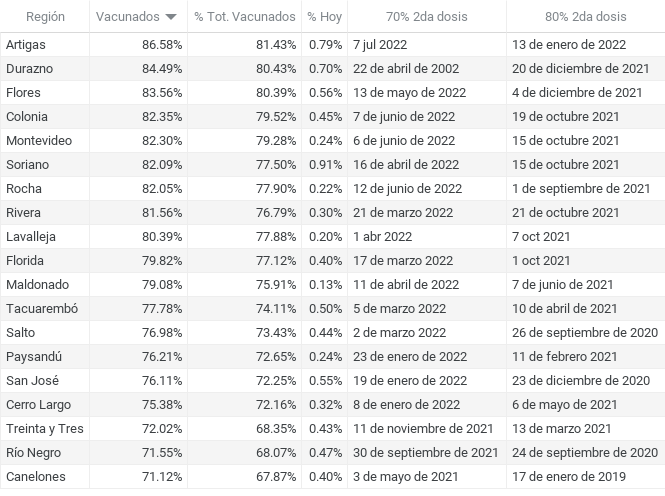 Región Vacunados % Tot. Vacunados % Hoy 70% 2da dosis 80% 2da dosis
Artigas 86.58% 81.43% 0.79% 7 jul 2022 13 de enero de 2022
Durazno 84.49% 80.43% 0.70% 22 de abril de 2002 20 de diciembre de 2021
Flores 83.56% 80.39% 0.56% 13 de mayo de 2022 4 de diciembre de 2021
Colonia 82.35% 79.52% 0.45% 7 de junio de 2022 19 de octubre 2021
Montevideo 82.30% 79.28% 0.24% 6 de junio de 2022 15 de octubre 2021
Soriano 82.09% 77.50% 0.91% 16 de abril de 2022 15 de octubre 2021
Rocha 82.05% 77.90% 0.22% 12 de junio de 2022 1 de septiembre de 2021
Rivera 81.56% 76.79% 0.30% 21 de marzo 2022 21 de octubre 2021
Lavalleja 80.39% 77.88% 0.20% 1 abr 2022 7 oct 2021
Florida 79.82% 77.12% 0.40% 17 de marzo 2022 1 oct 2021
Maldonado 79.08% 75.91% 0.13% 11 de abril de 2022 7 de junio de 2021
Tacuarembó 77.78% 74.11% 0.50% 5 de marzo 2022 10 de abril de 2021
Salto 76.98% 73.43% 0.44% 2 de marzo 2022 26 de septiembre de 2020
Paysandú 76.21% 72.65% 0.24% 23 de enero de 2022 11 de febrero 2021
San José 76.11% 72.25% 0.55% 19 de enero de 2022 23 de diciembre de 2020
Cerro Largo 75.38% 72.16% 0.32% 8 de enero de 2022 6 de mayo de 2021
Treinta y Tres 72.02% 68.35% 0.43% 11 de noviembre de 2021 13 de marzo 2021
Río Negro 71.55% 68.07% 0.47% 30 de septiembre de 2021 24 de septiembre de 2020
Canelones 71.12% 67.87% 0.40% 3 de mayo de 2021 17 de enero de 2019